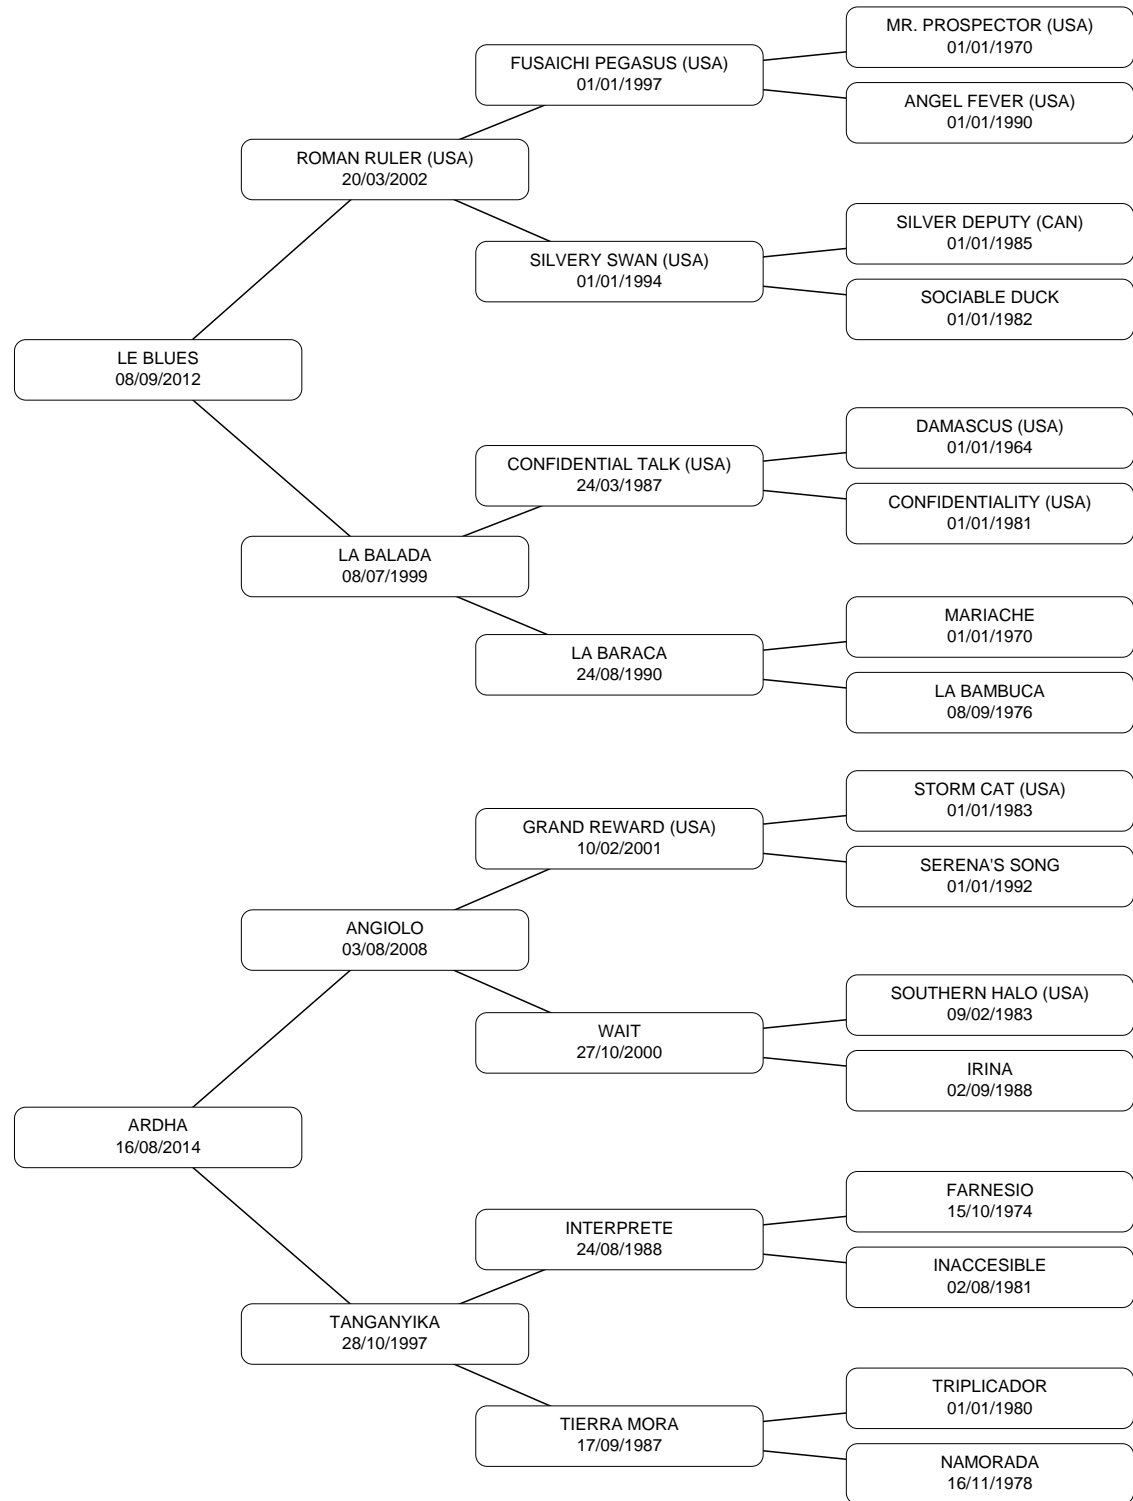 MR. PROSPECTOR (USA)
01/01/1970
FUSAICHI PEGASUS (USA)
01/01/1997
ANGEL FEVER (USA)
01/01/1990
ROMAN RULER (USA)
20/03/2002
SILVER DEPUTY (CAN)
01/01/1985
SILVERY SWAN (USA)
01/01/1994
SOCIABLE DUCK
01/01/1982
LE BLUES
08/09/2012
DAMASCUS (USA)
01/01/1964
CONFIDENTIAL TALK (USA)
24/03/1987
CONFIDENTIALITY (USA)
01/01/1981
LA BALADA
08/07/1999
MARIACHE
01/01/1970
LA BARACA
24/08/1990
LA BAMBUCA
08/09/1976
STORM CAT (USA)
01/01/1983
GRAND REWARD (USA)
10/02/2001
SERENA'S SONG
01/01/1992
ANGIOLO
03/08/2008
SOUTHERN HALO (USA)
09/02/1983
WAIT
27/10/2000
IRINA
02/09/1988
ARDHA
16/08/2014
FARNESIO
15/10/1974
INTERPRETE
24/08/1988
INACCESIBLE
02/08/1981
TANGANYIKA
28/10/1997
TRIPLICADOR
01/01/1980
TIERRA MORA
17/09/1987
NAMORADA
16/11/1978